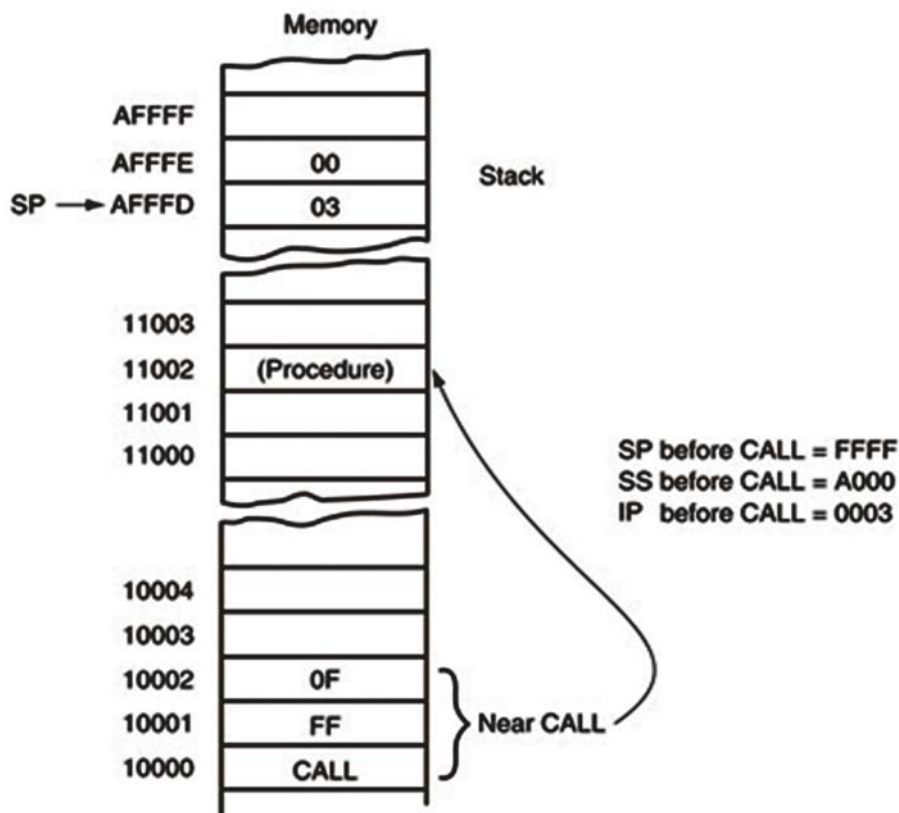 Memory
AFFFF
AFFFE 00
Stack
SP AFFFD 03
11003
11002 (Procedure)
11001
11000
SP before CALL = FFFF
SS before CALL = A000
IP before CALL = 0003
10004
10003
10002 0F
10001 FF
Near CALL
10000 CALL